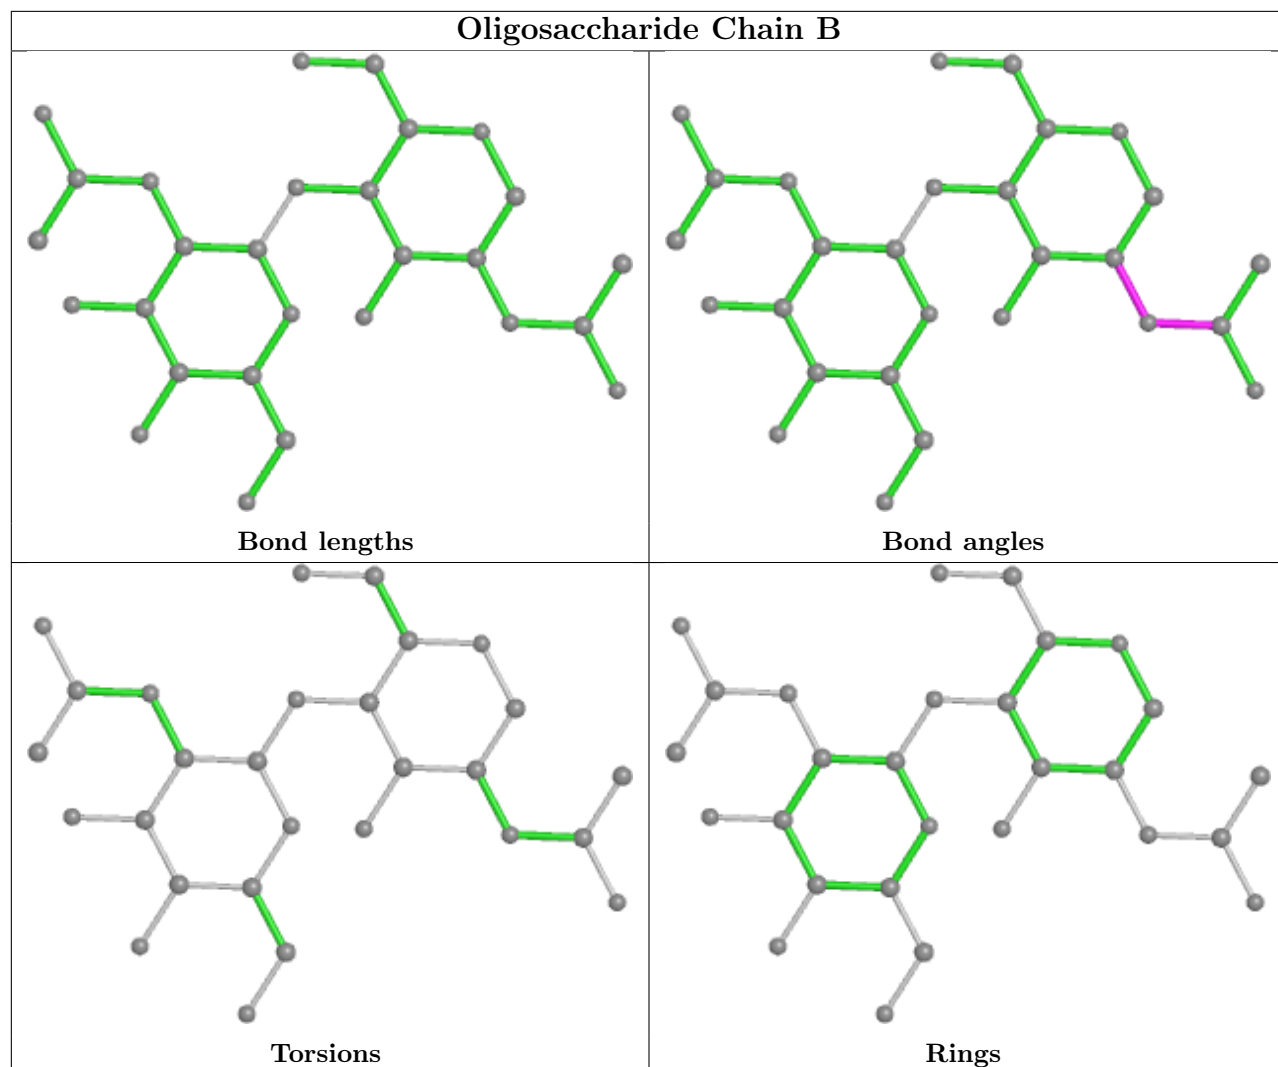 Oligosaccharide Chain B
Bond lengths
Bond angles
Torsions
Rings